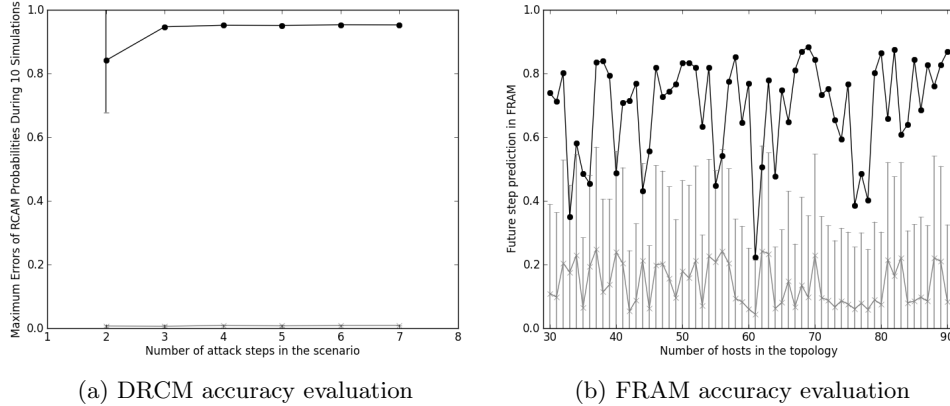 Maximum Errors of RCAM Probabilities During 10 Simulations
1.0
0.8
0.6
0.4
0.2
0.0
1 2 3 4 5 6 7 8
Number of attack steps in the scenario
(a) DRCM accuracy evaluation
Future step prediction in FRAM
1.0
0.8
0.6
0.4
0.2
0.0
30 40 50 60 70 80 90
Number of hosts in the topology
(b) FRAM accuracy evaluation